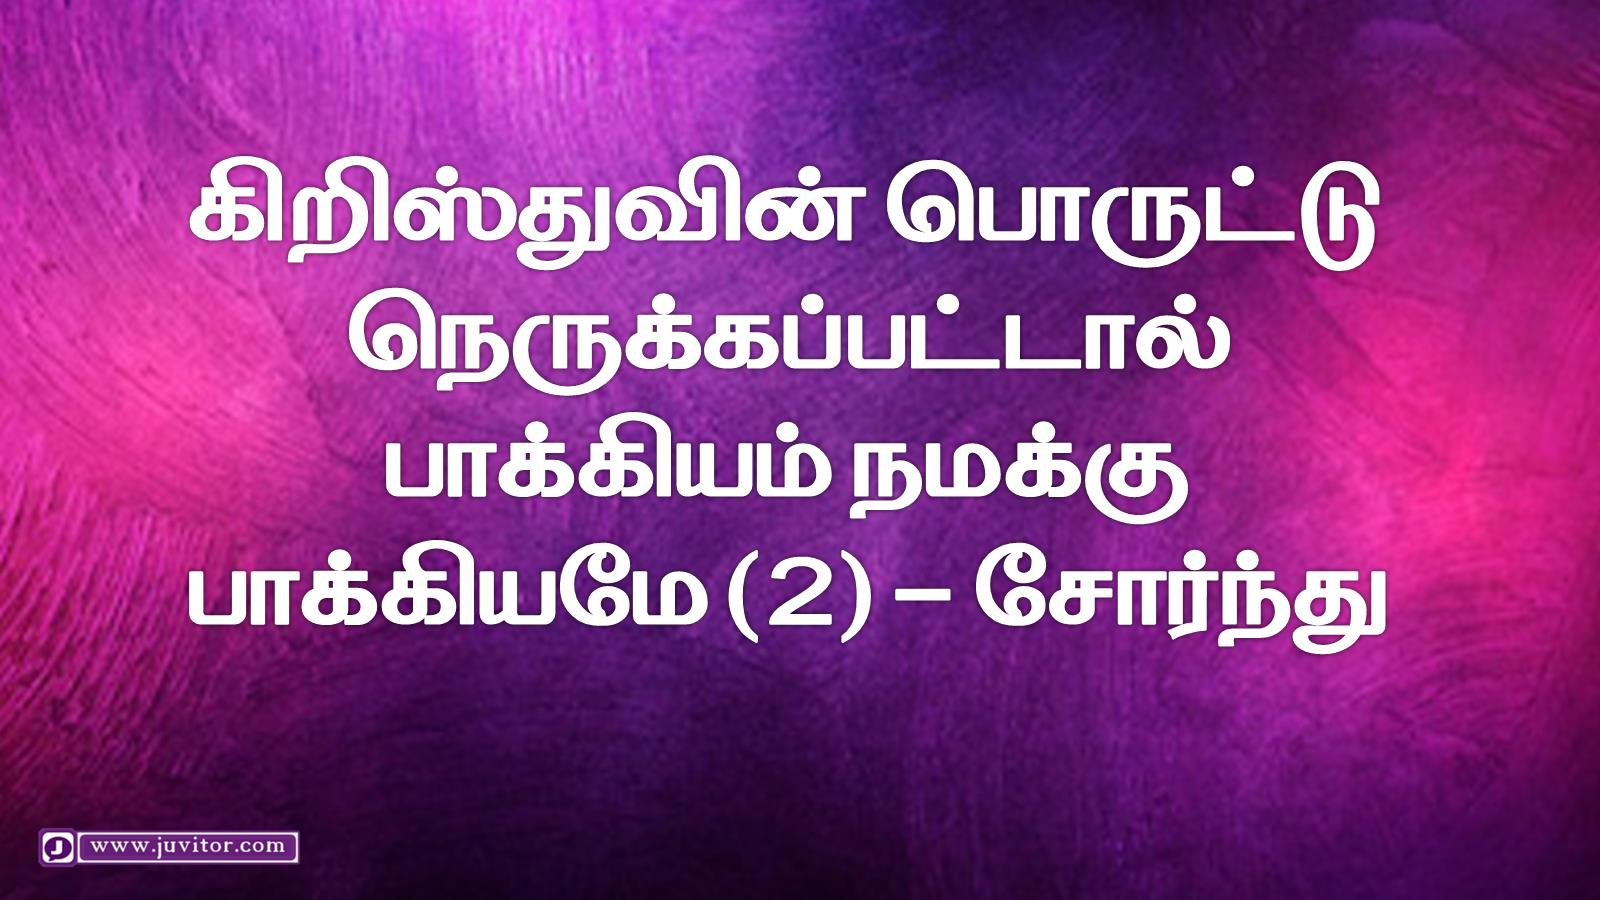 கிறிஸ்துவின் பொருட்டு
நெருக்கப்பட்டால்
பாக்கியம் நமக்கு
பாக்கியமே (2) – சோர்ந்து
www.juvitor.com